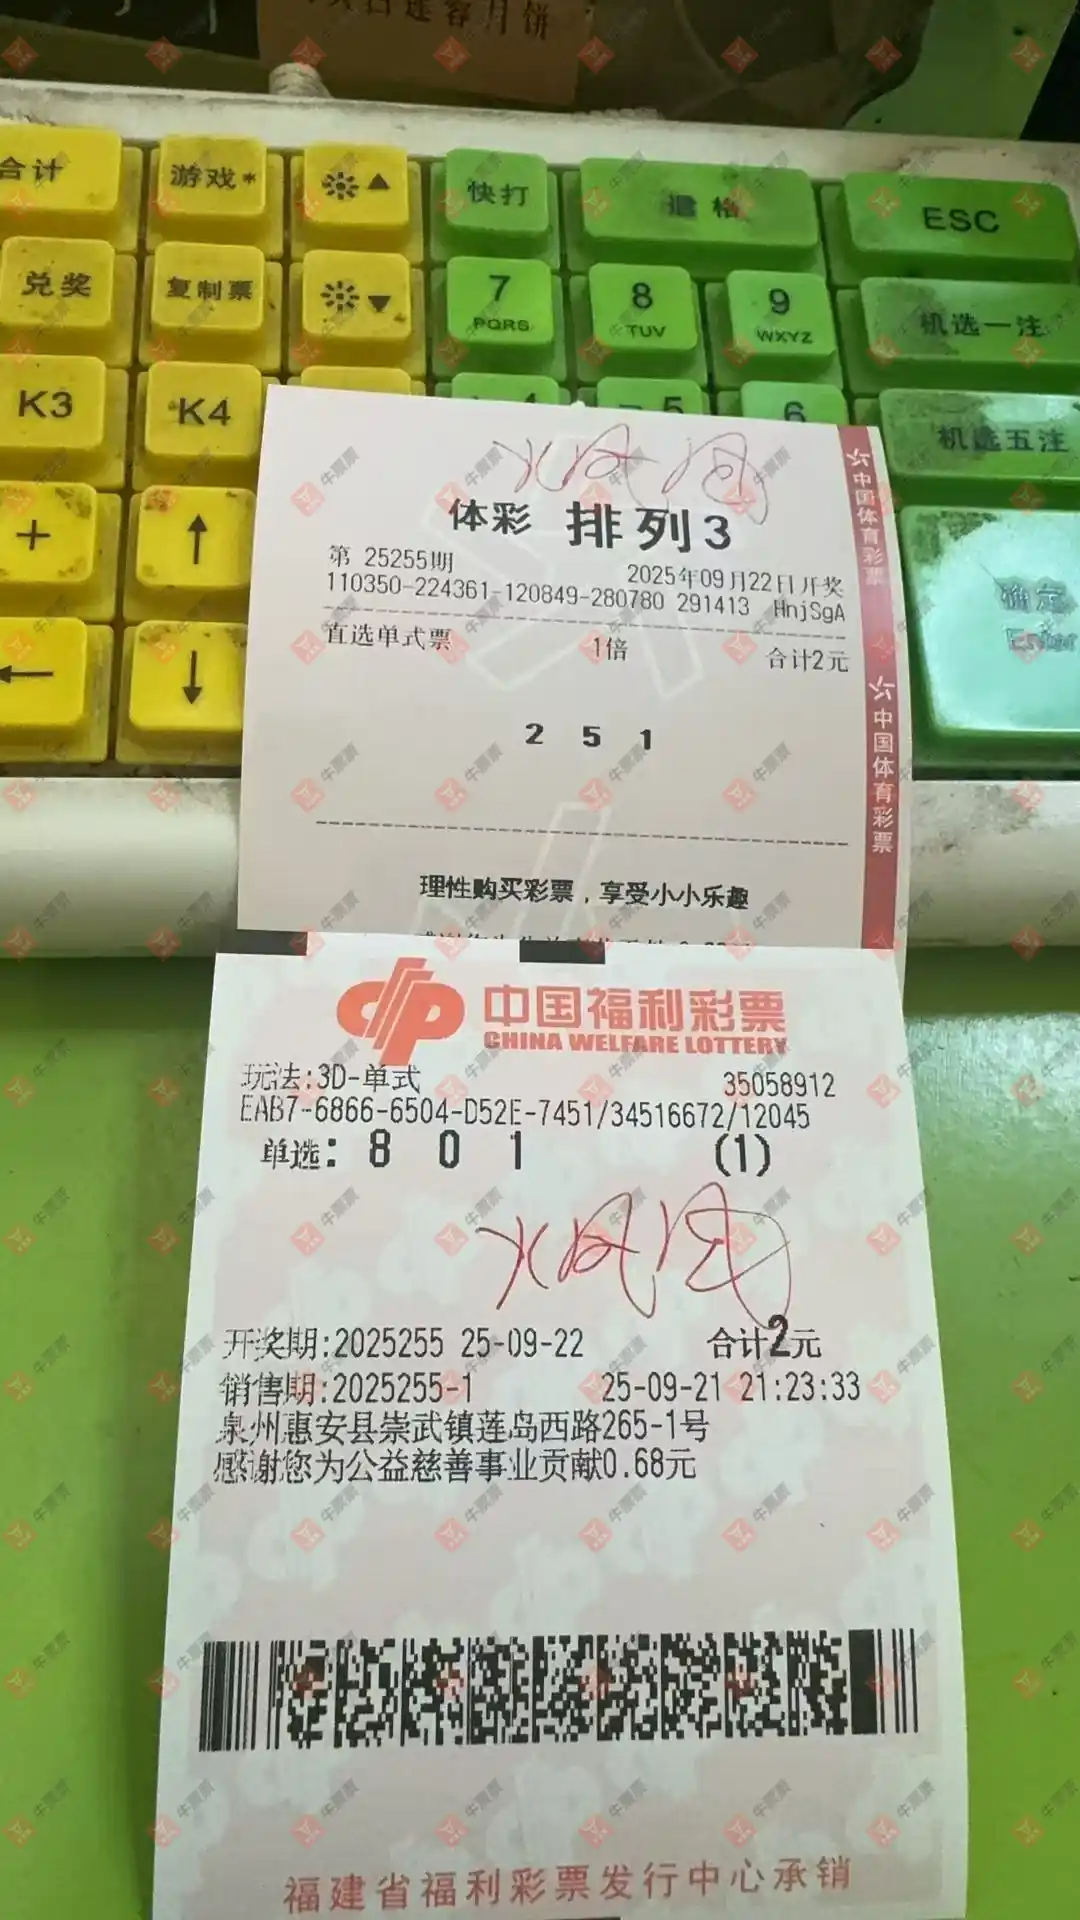 合计
游戏*
快打
退格
ESC
兑奖
复制票
7
PQRS
8
TUV
9
WXYZ
机选一注
K3
K4
4
5
6
机选五注
+
↑
确定
Enter
←
↓
体彩 排列3
第 25255期
2025年09月22日开奖
110350-224361-120849-280780 291413 HnjSgA
直选单式票 1倍 合计2元
2 5 1
理性购买彩票，享受小小乐趣
中国体育彩票
中国体育彩票
中国福利彩票
CHINA WELFARE LOTTERY
玩法:3D-单式 35058912
EAB7-6866-6504-D52E-7451/34516672/12045
单选: 8 0 1 (1)
开奖期:2025255 25-09-22 合计2元
销售期:2025255-1 25-09-21 21:23:33
泉州惠安县崇武镇莲岛西路265-1号
感谢您为公益慈善事业贡献0.68元
福建省福利彩票发行中心承销
牛票票